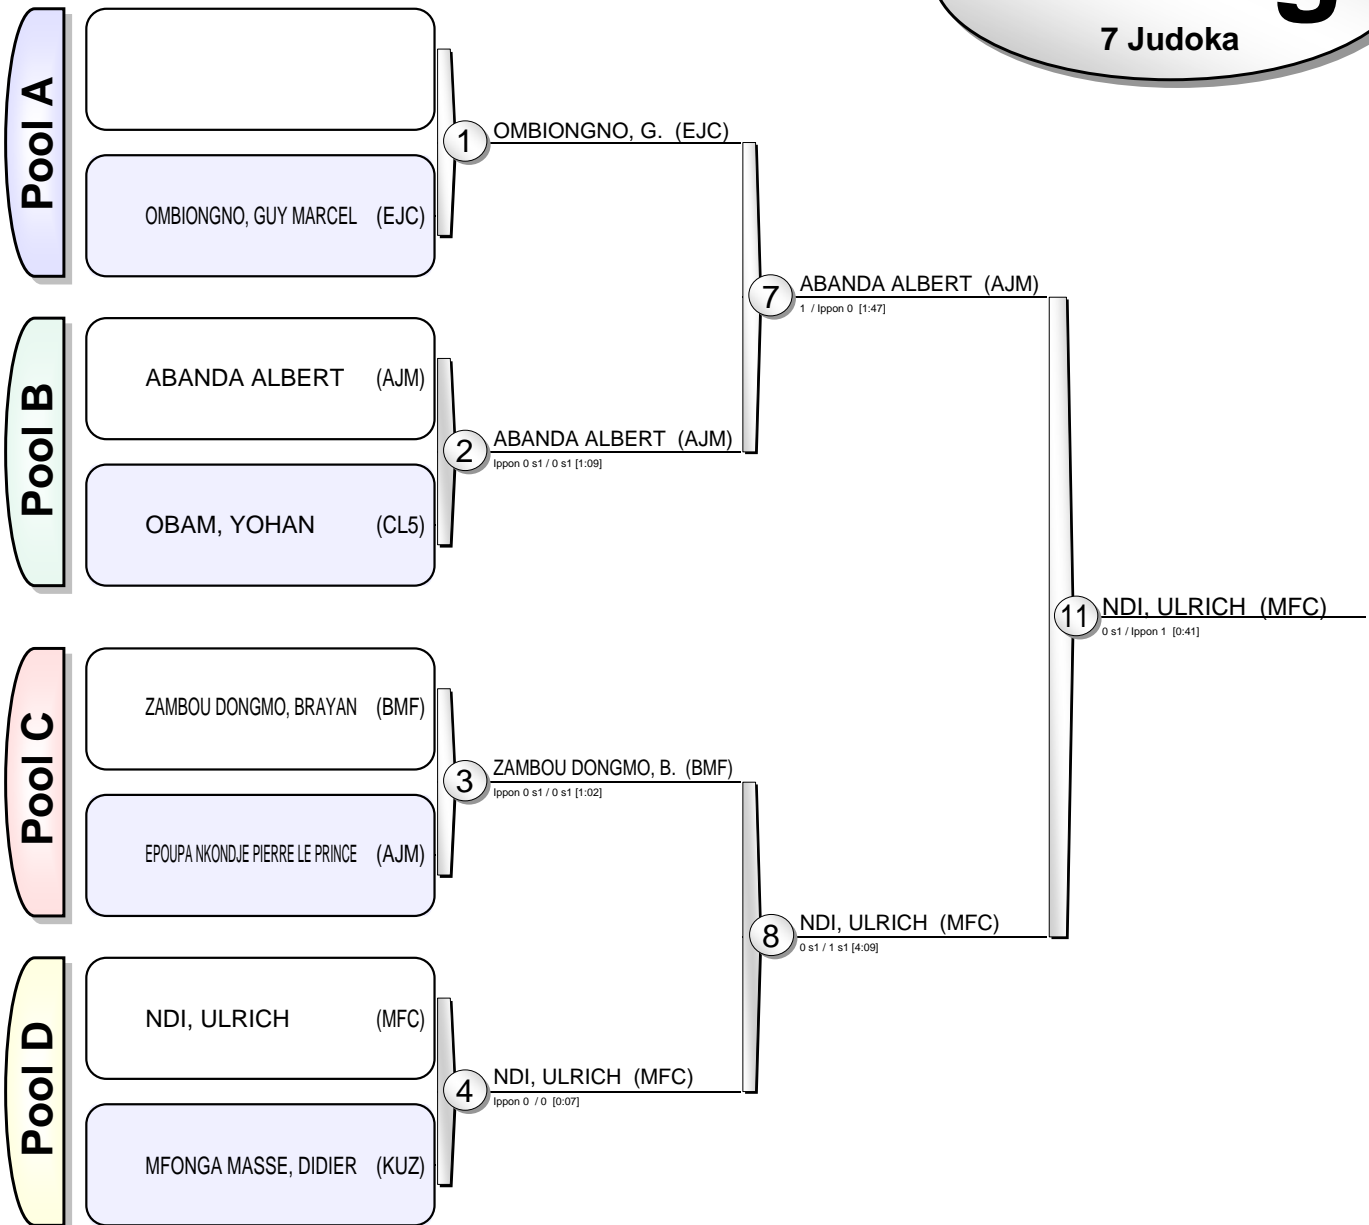 7 Judoka
Pool A
OMBIONGNO, GUY MARCEL (EJC)
1 OMBIONGNO, G. (EJC)
Pool B
ABANDA ALBERT (AJM)
OBAM, YOHAN (CL5)
2 ABANDA ALBERT (AJM)
Ippon 0 s1 / 0 s1 [1:09]
7 ABANDA ALBERT (AJM)
1 / Ippon 0 [1:47]
Pool C
ZAMBOU DONGMO, BRAYAN (BMF)
EPOUPA NKONDJE PIERRE LE PRINCE (AJM)
3 ZAMBOU DONGMO, B. (BMF)
Ippon 0 s1 / 0 s1 [1:02]
Pool D
NDI, ULRICH (MFC)
MFONGA MASSE, DIDIER (KUZ)
4 NDI, ULRICH (MFC)
Ippon 0 / 0 [0:07]
8 NDI, ULRICH (MFC)
0 s1 / 1 s1 [4:09]
11 NDI, ULRICH (MFC)
0 s1 / Ippon 1 [0:41]